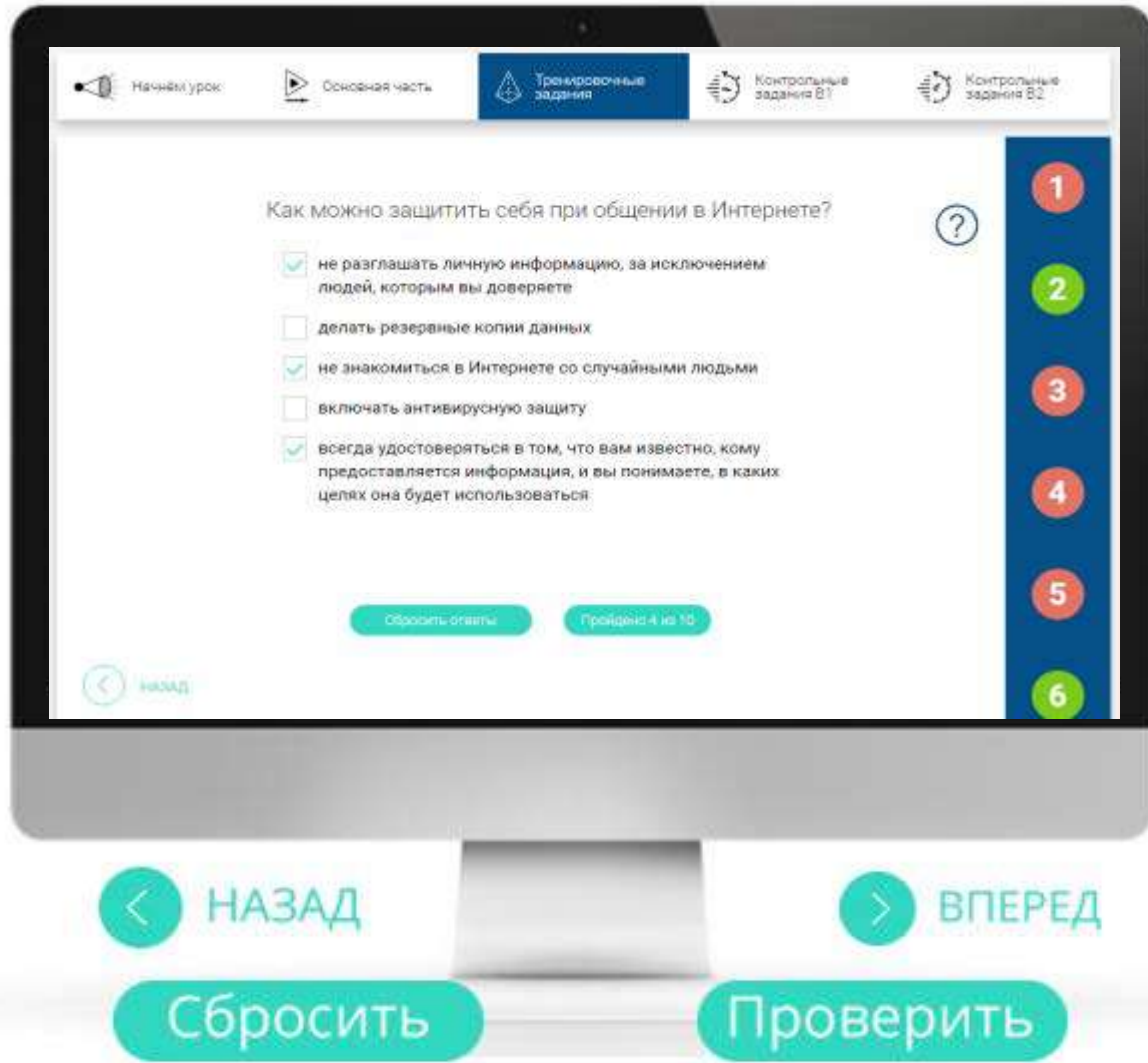 Начнём урок
Основная часть
Тренировочные
задания
Контрольные
задания В1
Контрольные
задания В2
Как можно защитить себя при общении в Интернете?
?
не разглашать личную информацию, за исключением
людей, которым вы доверяете
делать резервные копии данных
не знакомиться в Интернете со случайными людьми
включать антивирусную защиту
всегда удостоверяться в том, что вам известно, кому
предоставляется информация, и вы понимаете, в каких
целях она будет использоваться
1
2
3
4
5
6
Сбросить ответы
Пройдено 4 из 10
НАЗАД
НАЗАД
ВПЕРЕД
Сбросить
Проверить